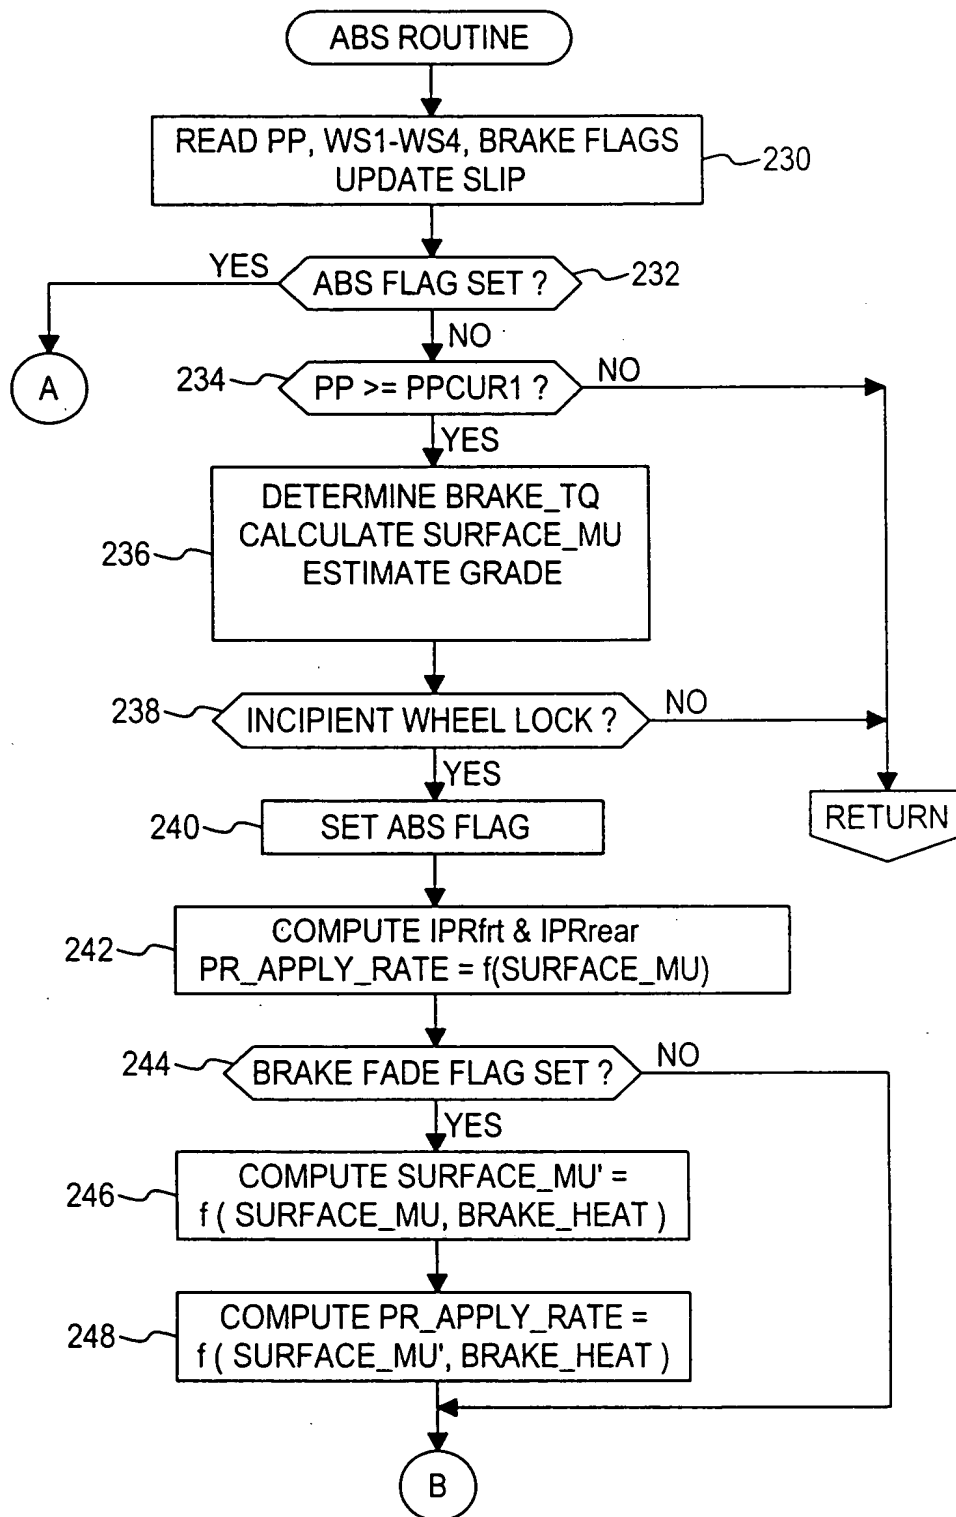 ABS ROUTINE
READ PP, WS1-WS4, BRAKE FLAGS
UPDATE SLIP
230
YES
ABS FLAG SET ?
232
NO
A
234
PP >= PPCUR1 ?
NO
YES
DETERMINE BRAKE_TQ
CALCULATE SURFACE_MU
ESTIMATE GRADE
236
238
INCIPIENT WHEEL LOCK ?
NO
YES
240
SET ABS FLAG
RETURN
242
COMPUTE IPRfrt & IPRrear
PR_APPLY_RATE = f(SURFACE_MU)
244
BRAKE FADE FLAG SET ?
NO
YES
246
COMPUTE SURFACE_MU' =
f ( SURFACE_MU, BRAKE_HEAT )
248
COMPUTE PR_APPLY_RATE =
f ( SURFACE_MU', BRAKE_HEAT )
B